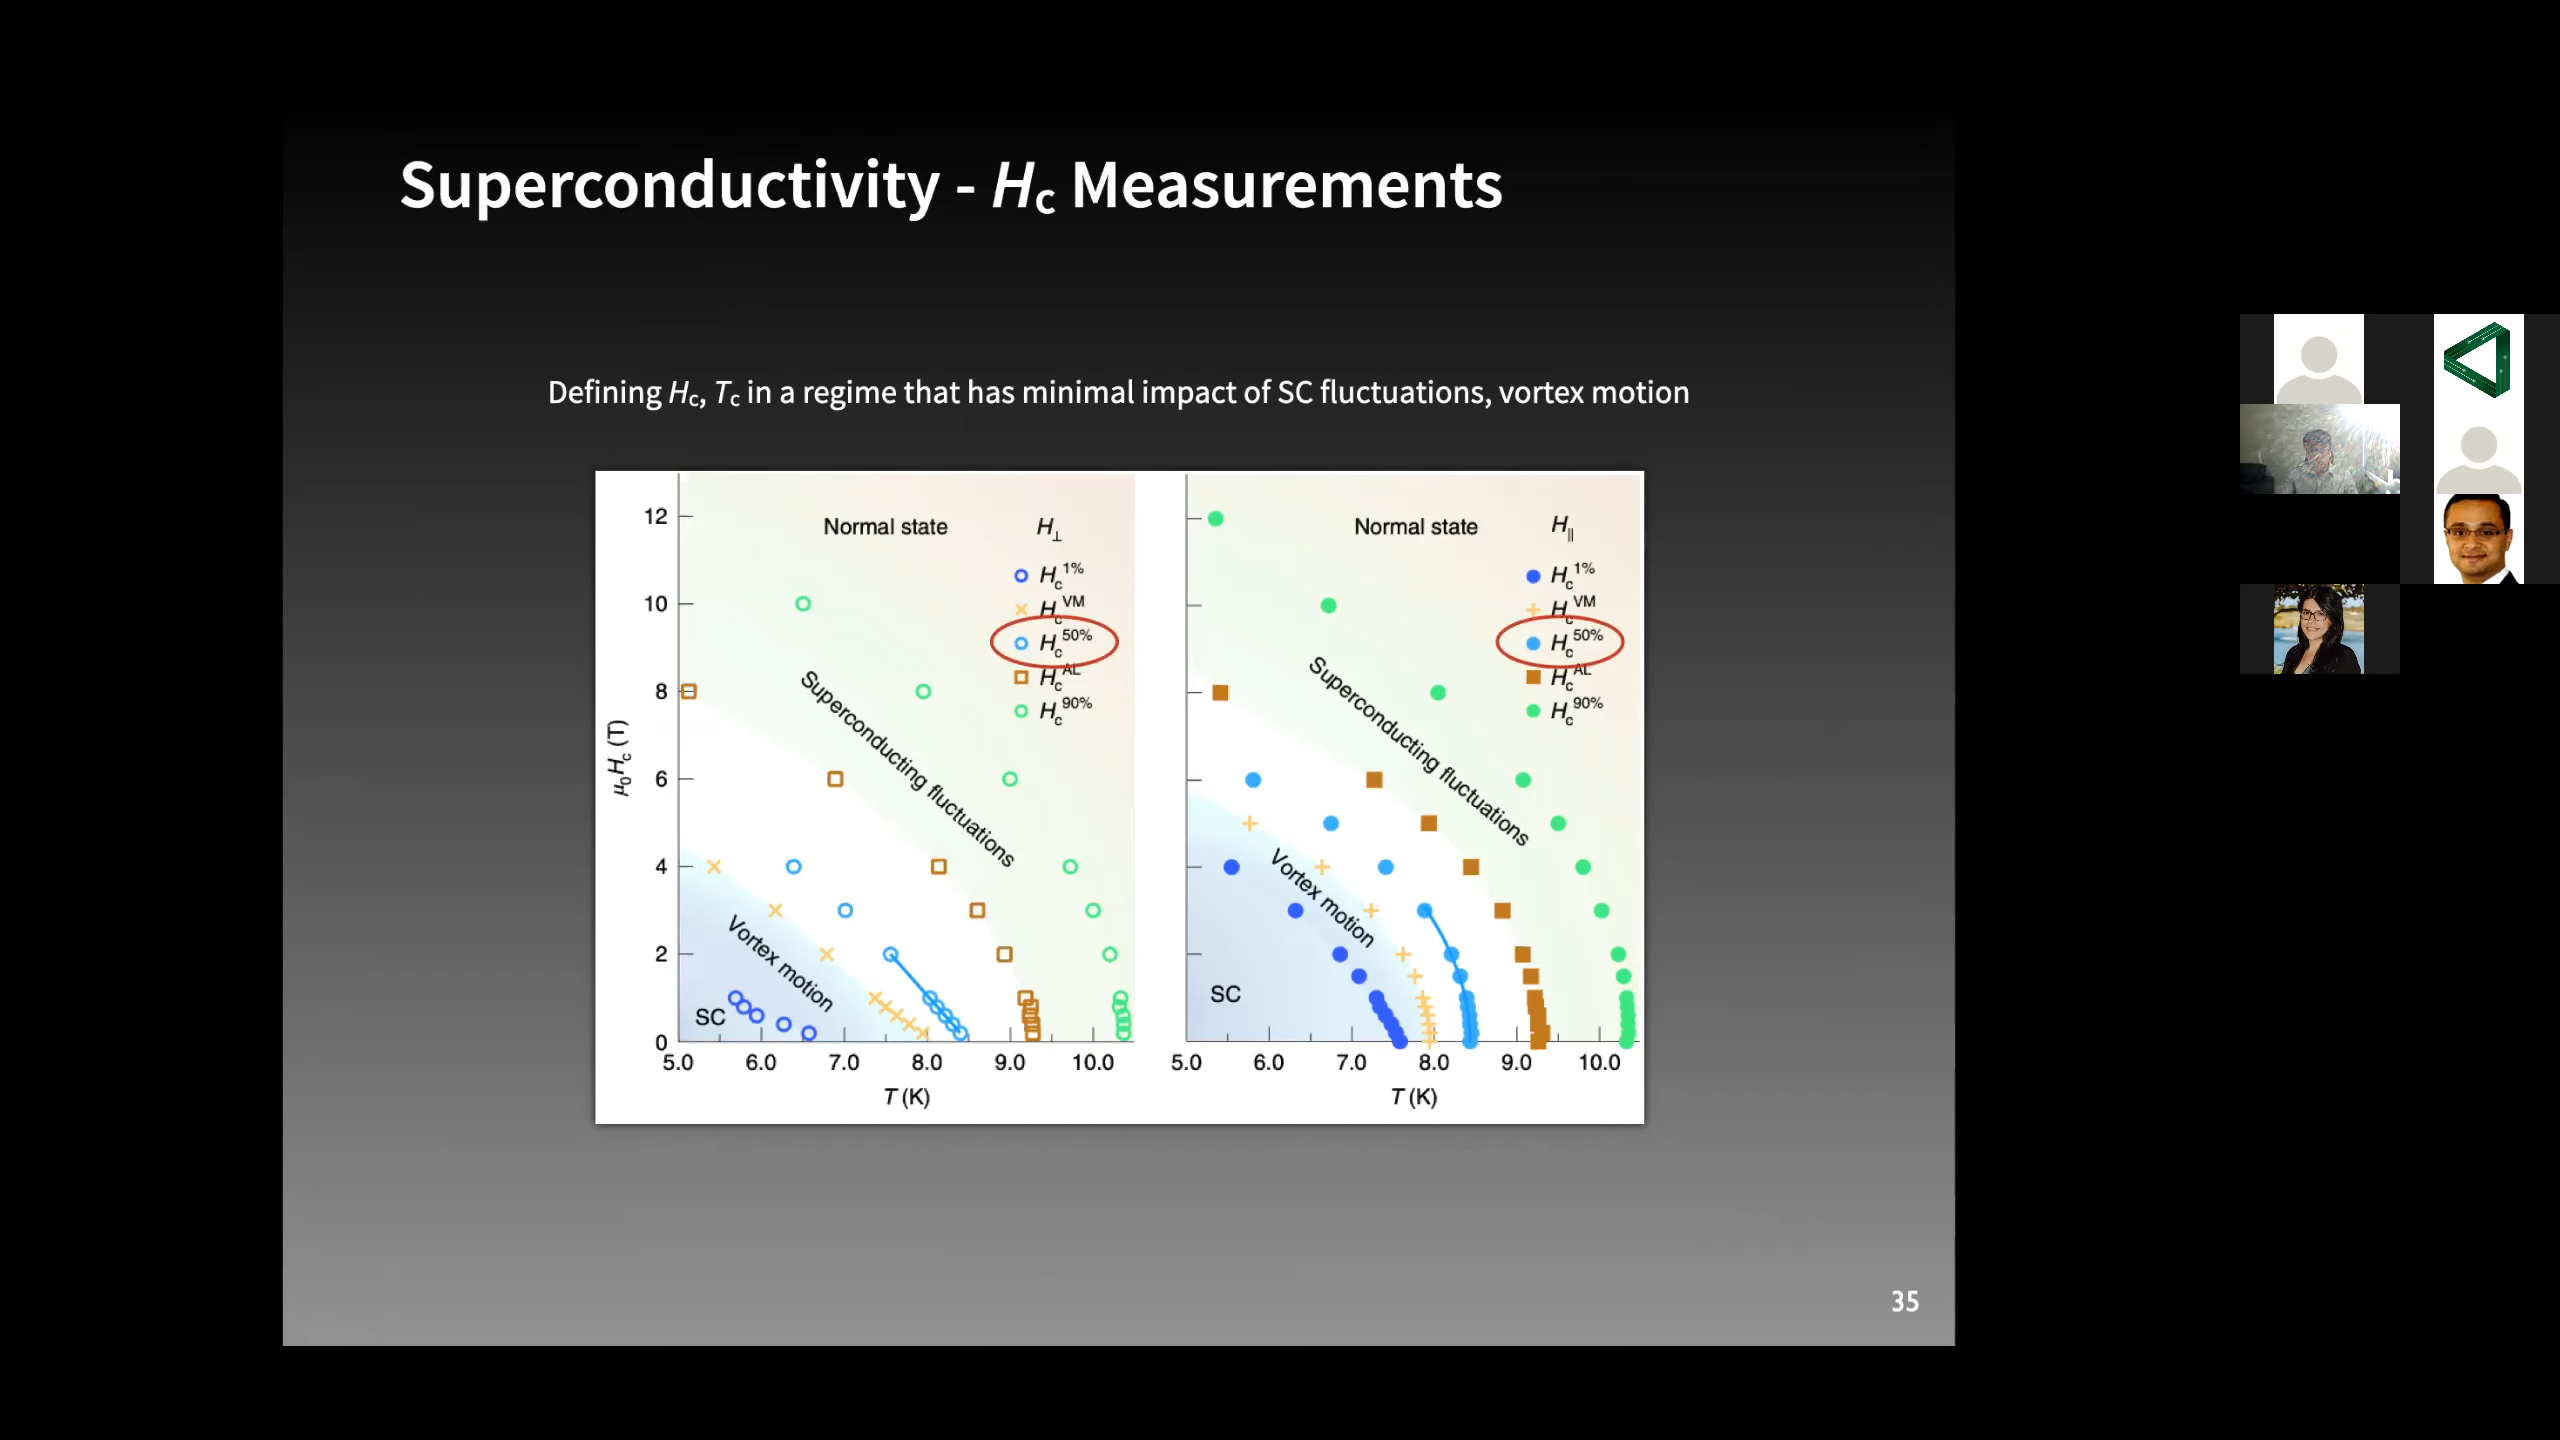 Superconductivity - Hc Measurements
Defining Hc, Tc in a regime that has minimal impact of SC fluctuations, vortex motion
μ0Hc (T)
12
10
8
6
4
2
0
Normal state
H⊥
Hc1%
HcVM
Hc50%
HcAL
Hc90%
Superconducting fluctuations
Vortex motion
SC
5.0 6.0 7.0 8.0 9.0 10.0
T (K)
Normal state
H||
Hc1%
HcVM
Hc50%
HcAL
Hc90%
Superconducting fluctuations
Vortex motion
SC
5.0 6.0 7.0 8.0 9.0 10.0
T (K)
35